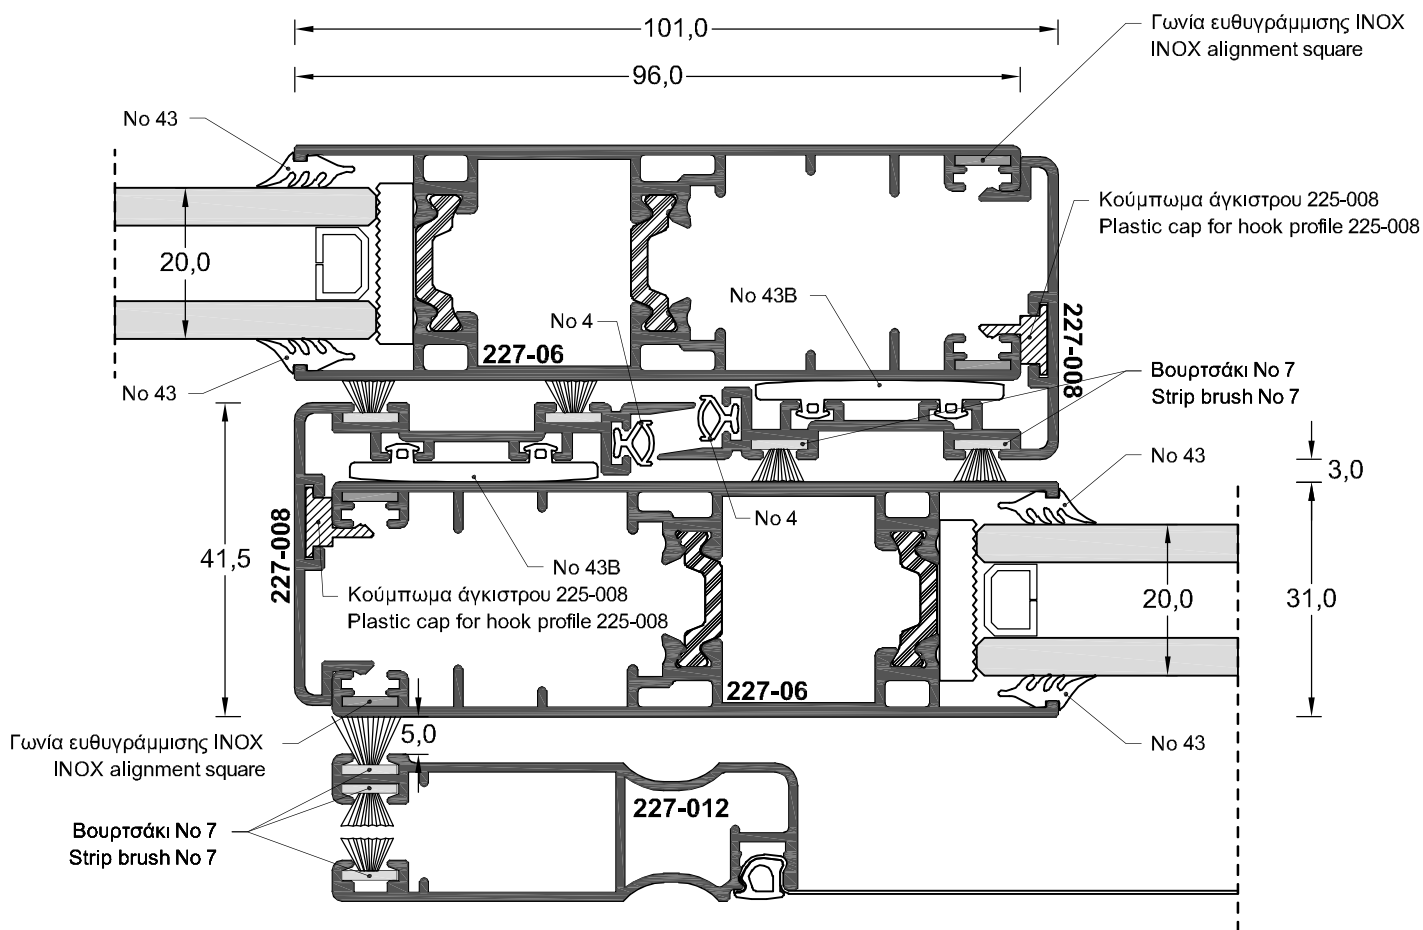 101,0
Γωνία ευθυγράμμισης INOX
INOX alignment square
96,0
No 43
Κούμπωμα άγκιστρου 225-008
Plastic cap for hook profile 225-008
20,0
No 43B
No 4
227-06
227-008
No 43
Βουρτσάκι No 7
Strip brush No 7
No 43
3,0
No 4
227-008
41,5
No 43B
Κούμπωμα άγκιστρου 225-008
Plastic cap for hook profile 225-008
20,0
31,0
227-06
5,0
Γωνία ευθυγράμμισης INOX
INOX alignment square
No 43
227-012
Βουρτσάκι No 7
Strip brush No 7